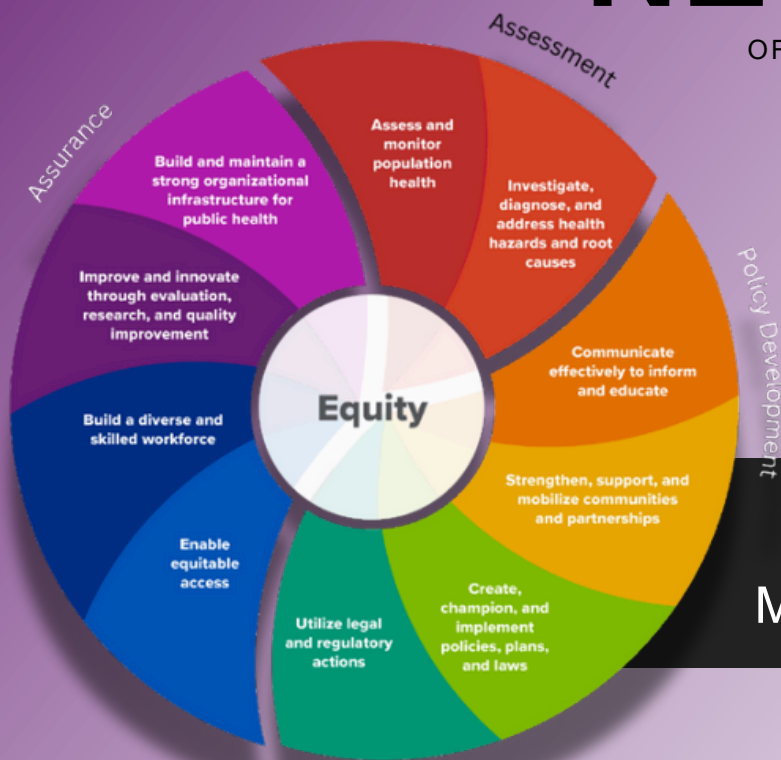 OF
Assessment
Assess and
monitor
population
health
Investigate,
diagnose, and
address health
hazards and root
causes
Policy Development
Communicate
effectively to inform
and educate
Strengthen, support, and
mobilize communities
and partnerships
Create,
champion, and
implement
policies, plans,
and laws
Utilize legal
and regulatory
actions
Assurance
Enable
equitable
access
Build a diverse and
skilled workforce
Improve and innovate
through evaluation,
research, and quality
improvement
Build and maintain a
strong organizational
infrastructure for
public health
Equity
M